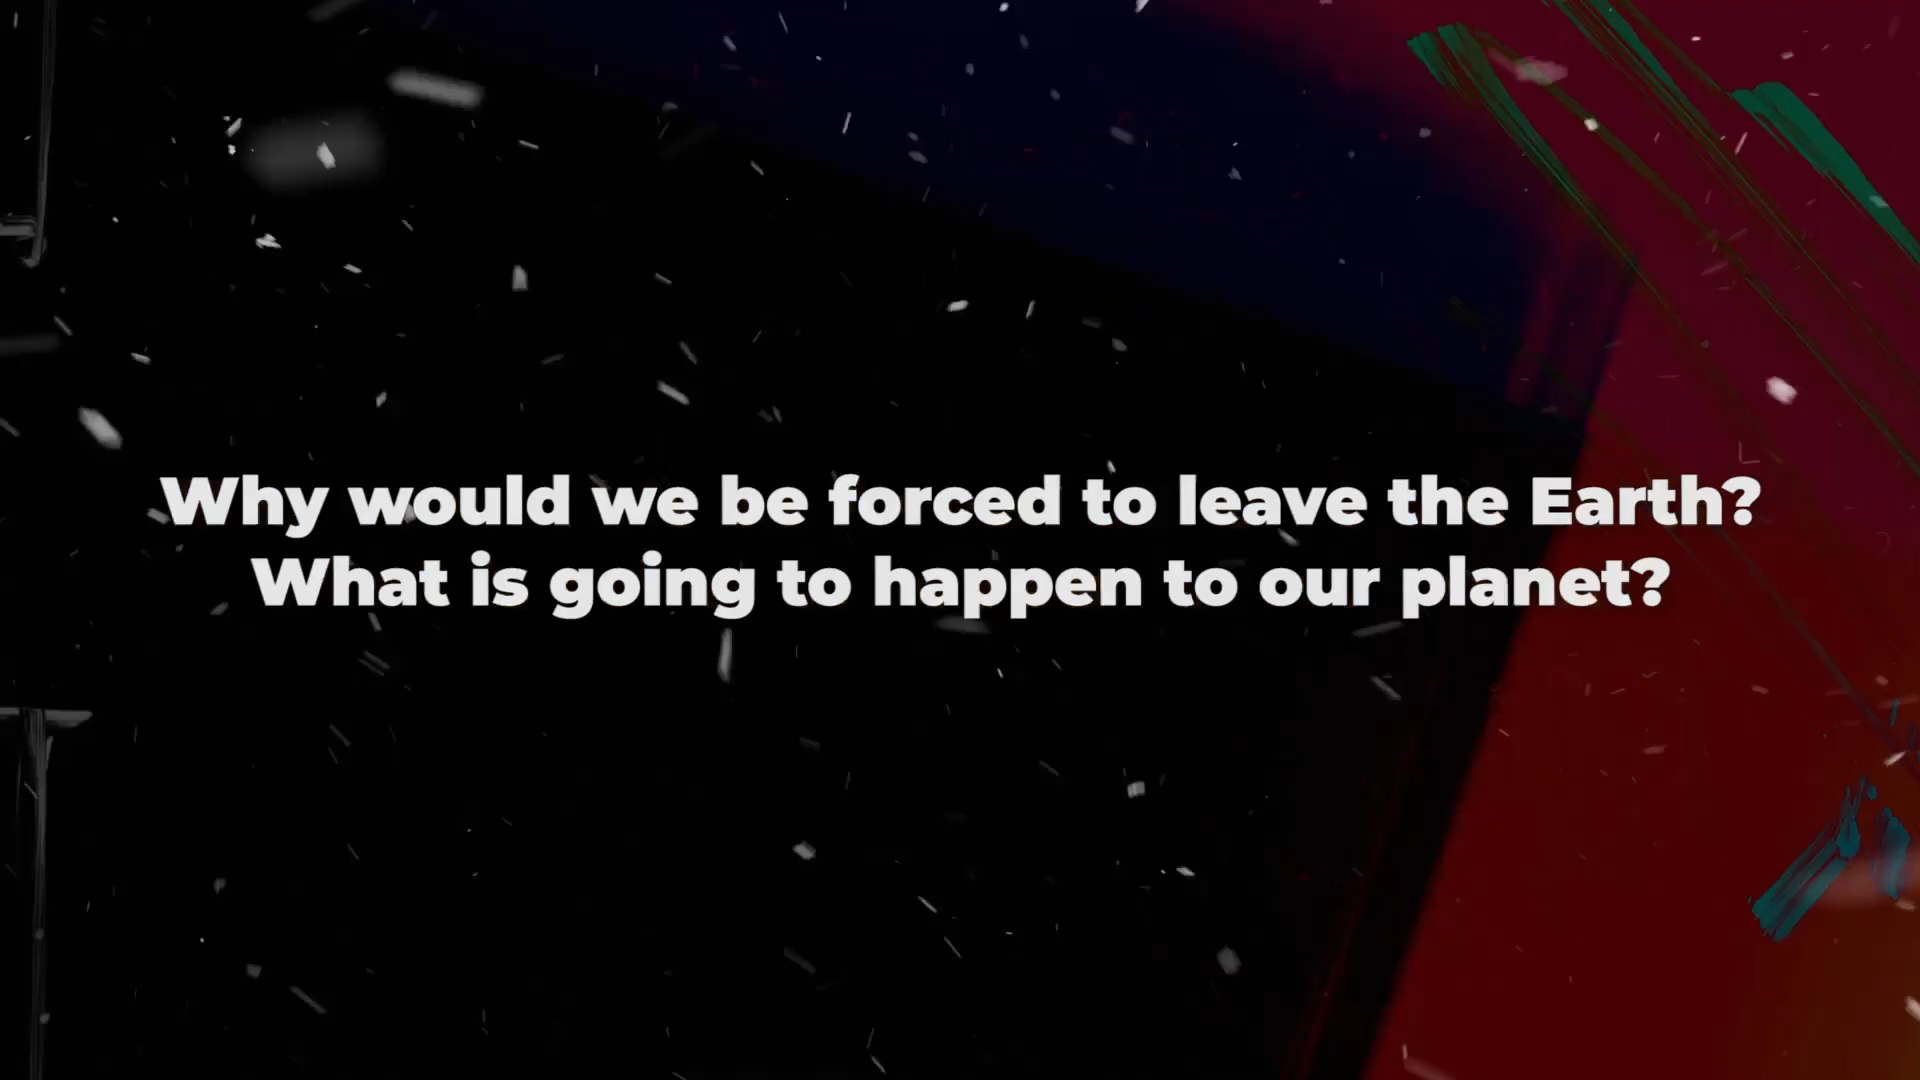 Why would we be forced to leave the Earth?
What is going to happen to our planet?